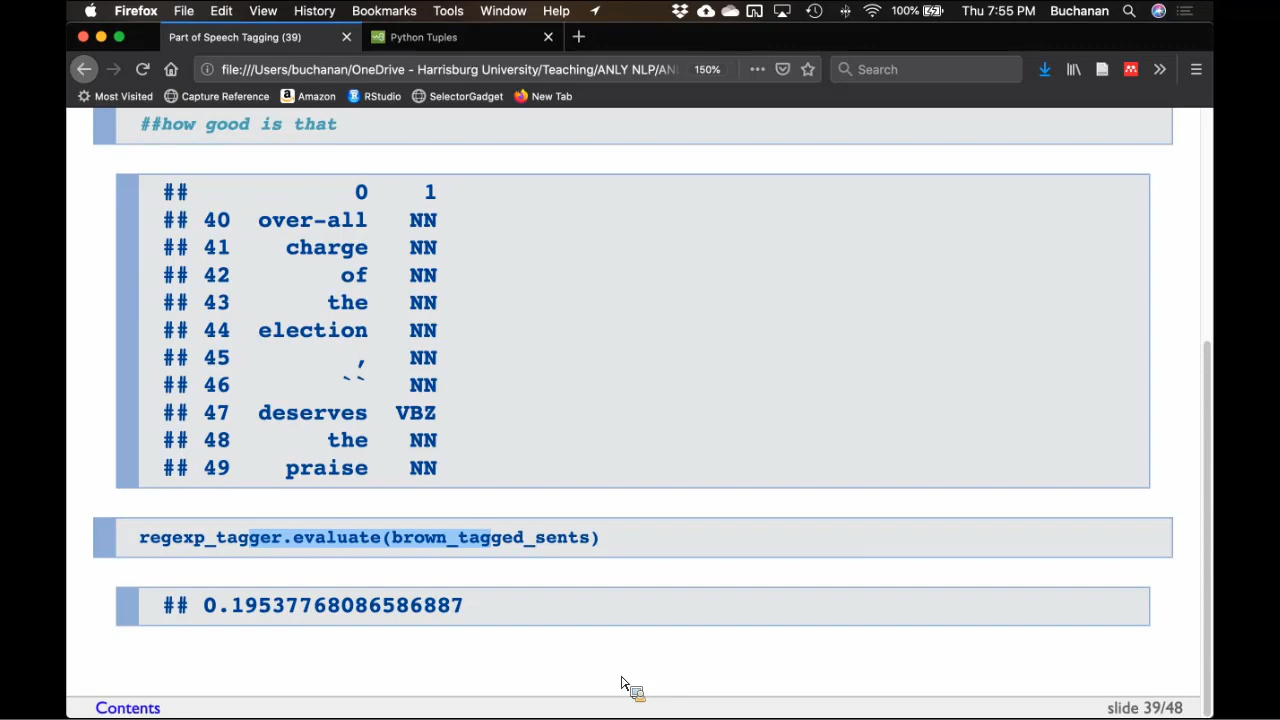 Firefox File Edit View History Bookmarks Tools Window Help 100% Thu 7:55 PM Buchanan
Part of Speech Tagging (39) Python Tuples
file:///Users/buchanan/OneDrive - Harrisburg University/Teaching/ANLY NLP/AN 150% Search
Most Visited Capture Reference Amazon RStudio SelectorGadget New Tab
##how good is that
## 0 1
## 40 over-all NN
## 41 charge NN
## 42 of NN
## 43 the NN
## 44 election NN
## 45 , NN
## 46 `` NN
## 47 deserves VBZ
## 48 the NN
## 49 praise NN
regexp_tagger.evaluate(brown_tagged_sents)
## 0.19537768086586887
Contents slide 39/48